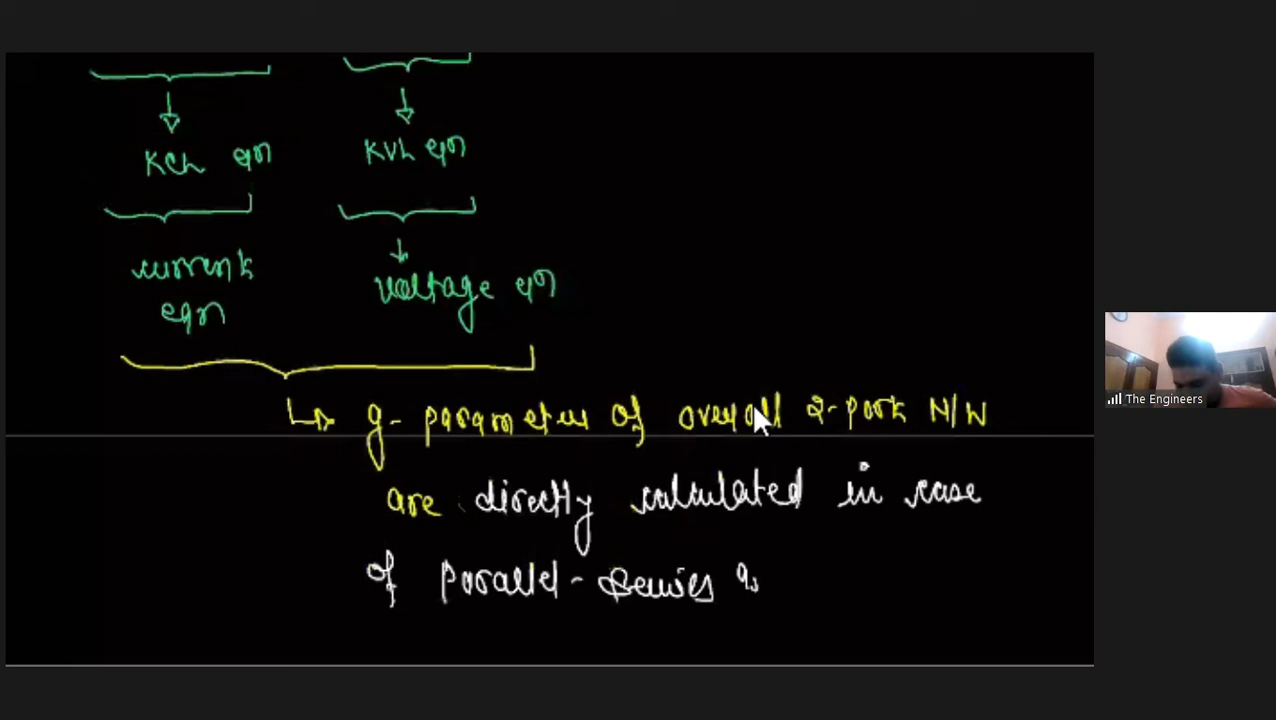 KCL eqn KVL eqn
current voltage eqn
eqn
g-parameters of overall 2-port N/W
are directly calculated in case
of parallel-series
The Engineers